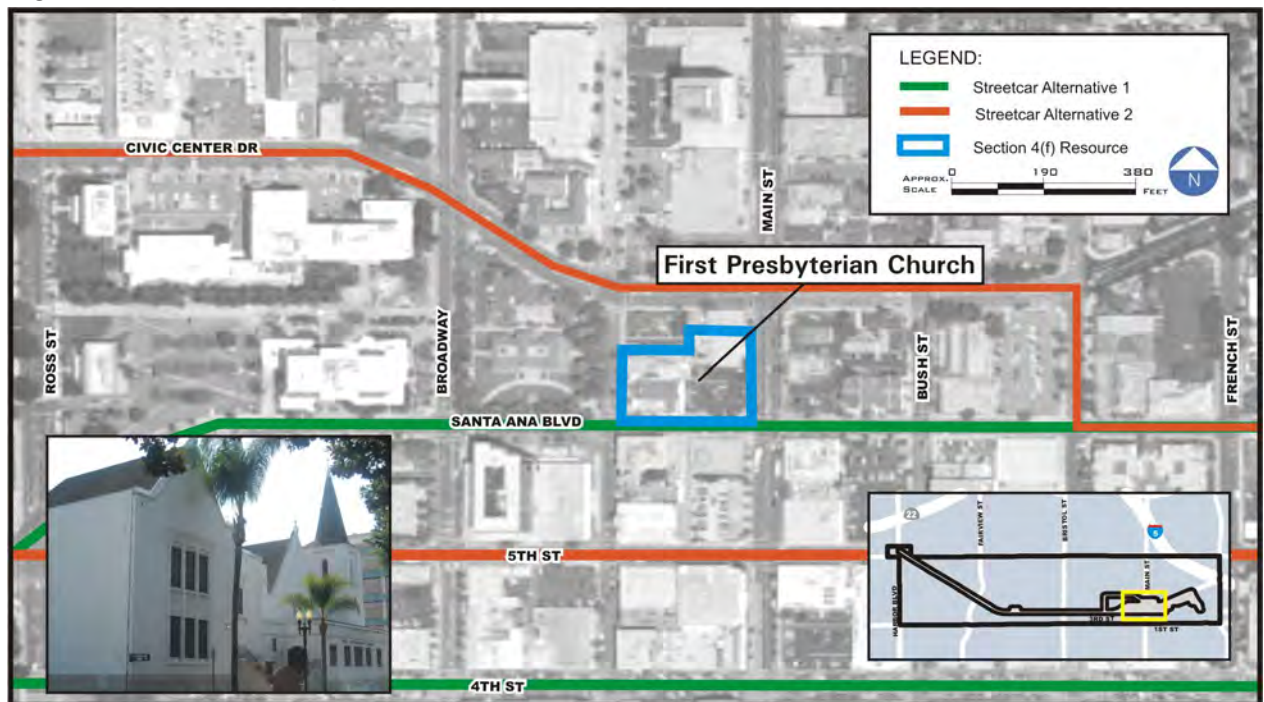 LEGEND:
Streetcar Alternative 1
Streetcar Alternative 2
Section 4(f) Resource
APPROX. SCALE
0 190 380
FEET
N
CIVIC CENTER DR
MAIN ST
First Presbyterian Church
ROSS ST
BROADWAY
BUSH ST
FRENCH ST
SANTA ANA BLVD
5TH ST
4TH ST
22
FAIRVIEW ST
BRISTOL ST
5
MAIN ST
HARBOR BLVD
3RD ST
1ST ST